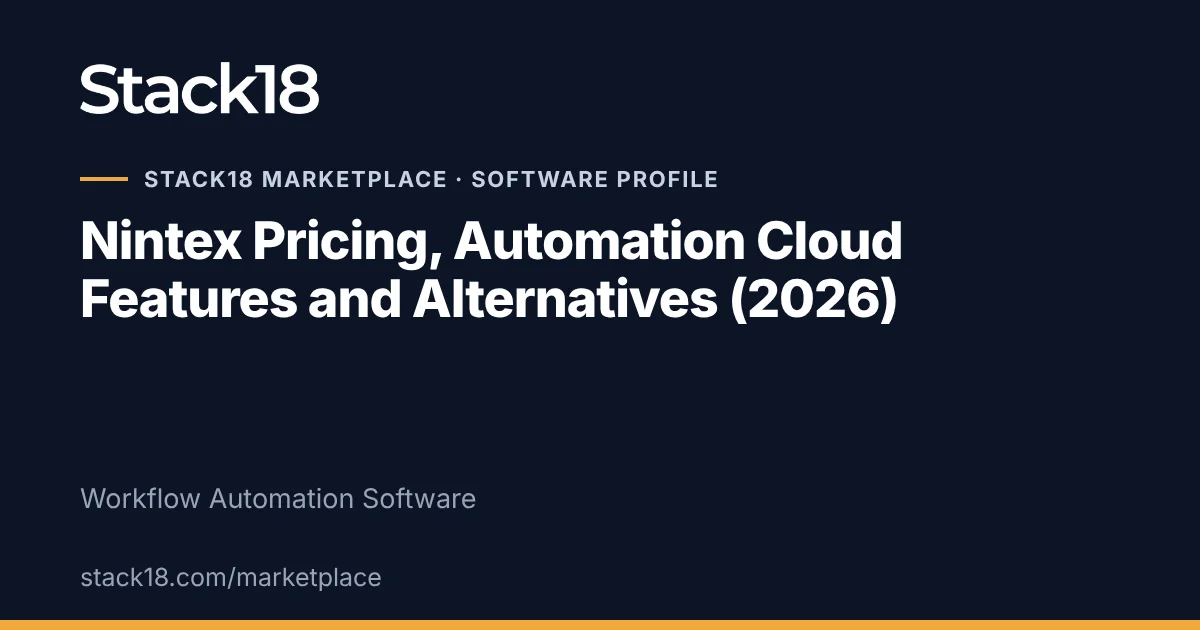 Stack18
STACK18 MARKETPLACE · SOFTWARE PROFILE
Nintex Pricing, Automation Cloud
Features and Alternatives (2026)
Workflow Automation Software
stack18.com/marketplace